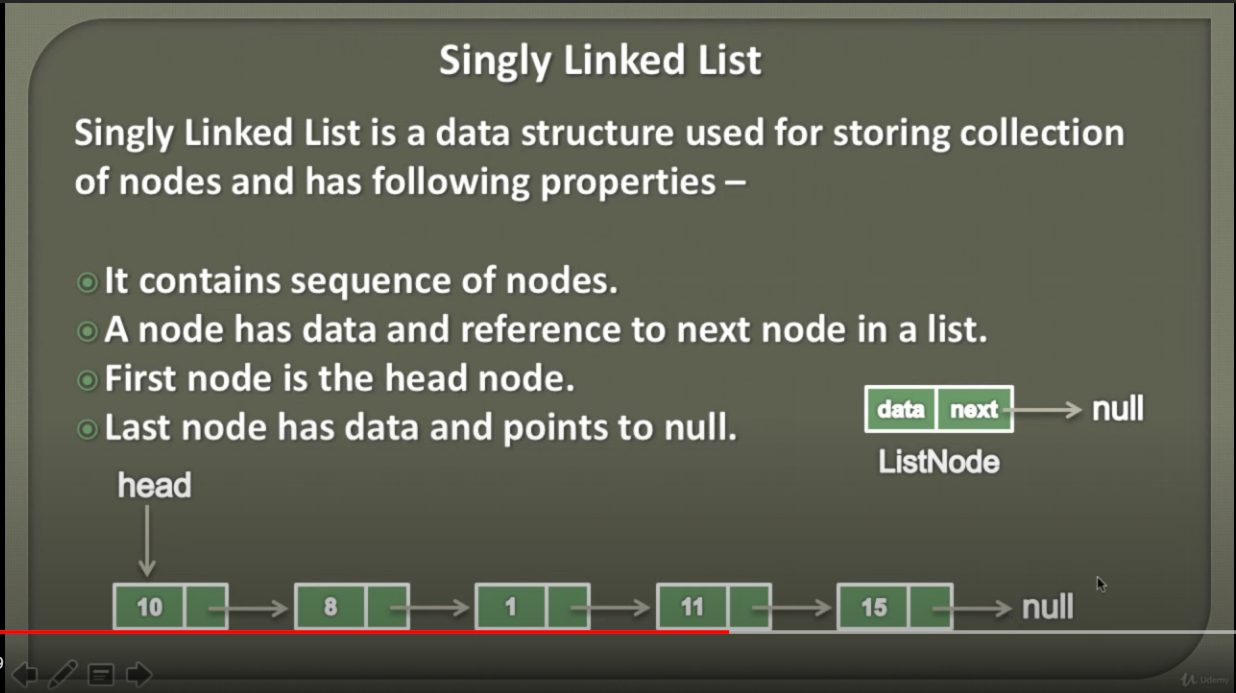 Singly Linked List
Singly Linked List is a data structure used for storing collection
of nodes and has following properties –
It contains sequence of nodes.
A node has data and reference to next node in a list.
First node is the head node.
Last node has data and points to null.
data next null
ListNode
head
10 8 1 11 15 null
9
Udemy